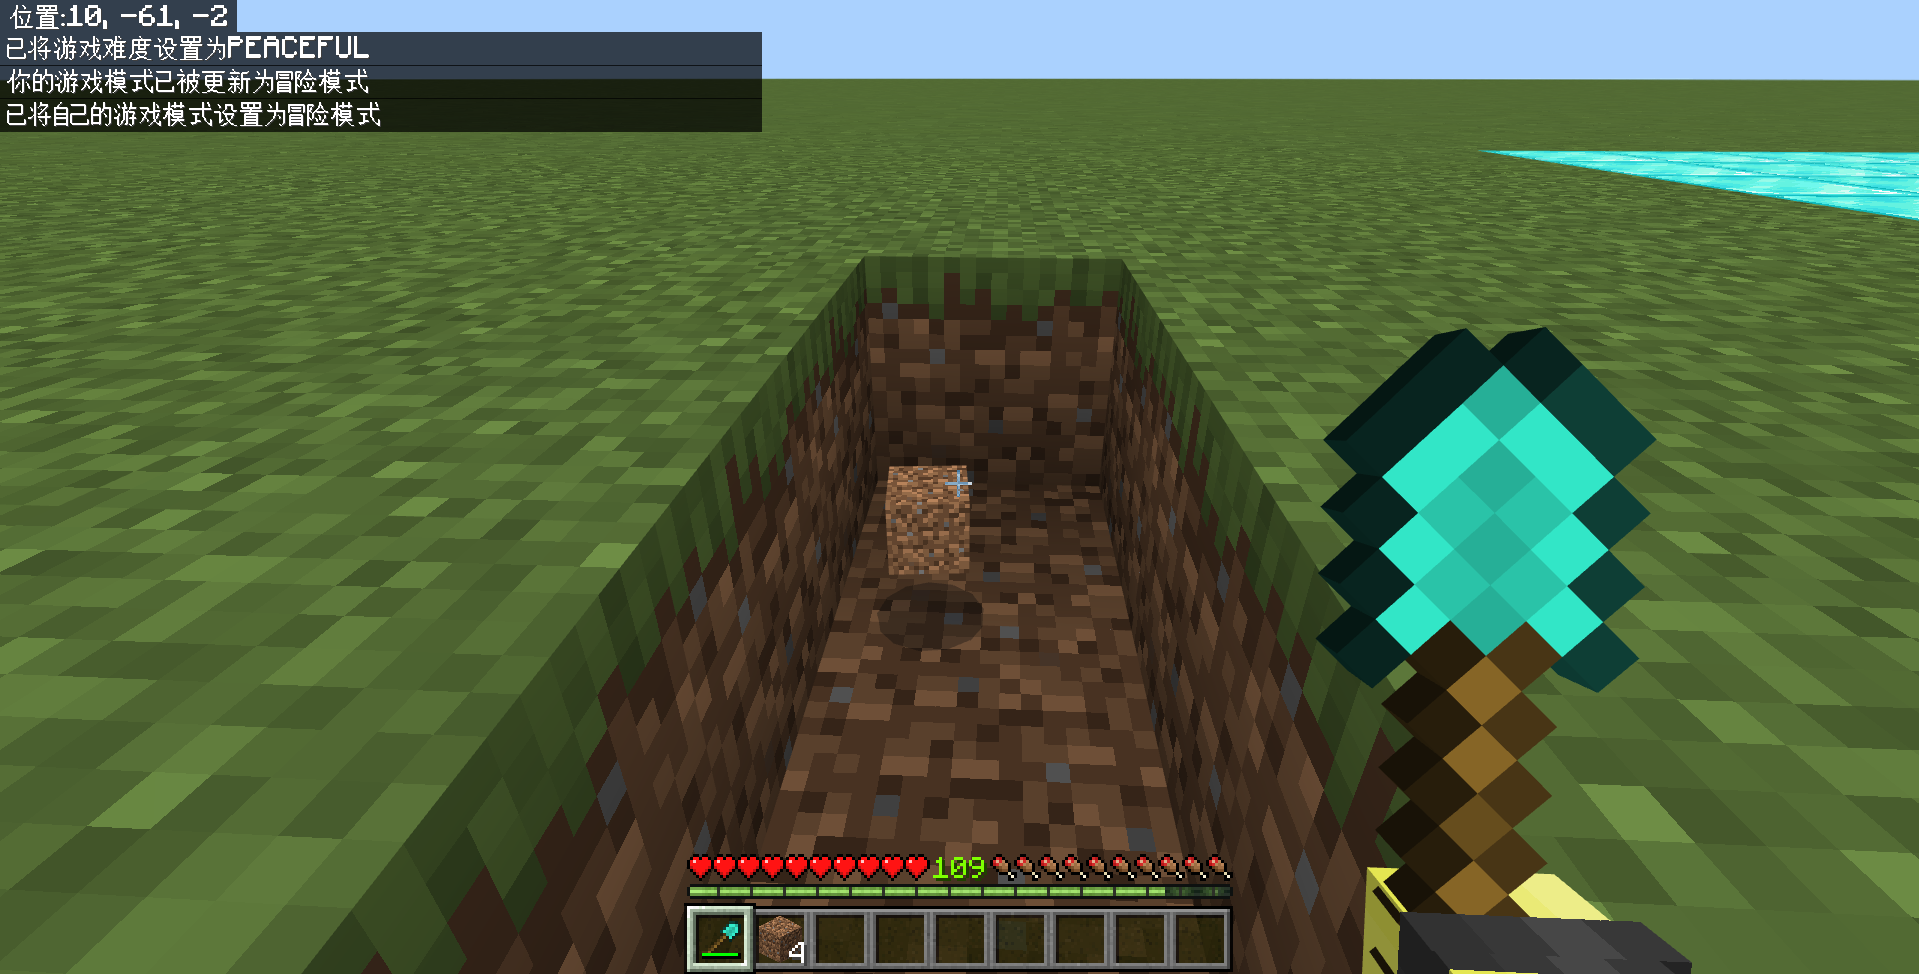 位置:10, -61, -2
已将游戏难度设置为PEACEFUL
你的游戏模式已被更新为冒险模式
已将自己的游戏模式设置为冒险模式
109
4